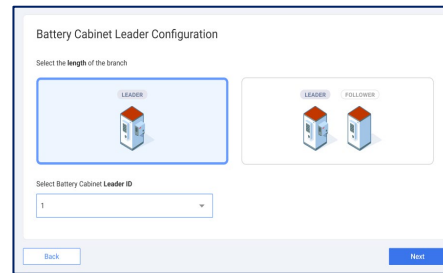 Battery Cabinet Leader Configuration
Select the length of the branch
LEADER
LEADER FOLLOWER
Select Battery Cabinet Leader ID
1
Back Next